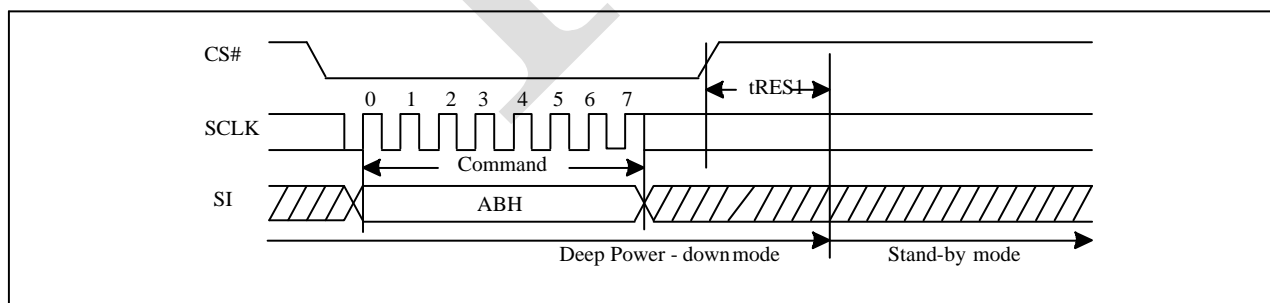 CS#
tRES1
0 1 2 3 4 5 6 7
SCLK
Command
SI
ABH
Deep Power - down mode
Stand-by mode